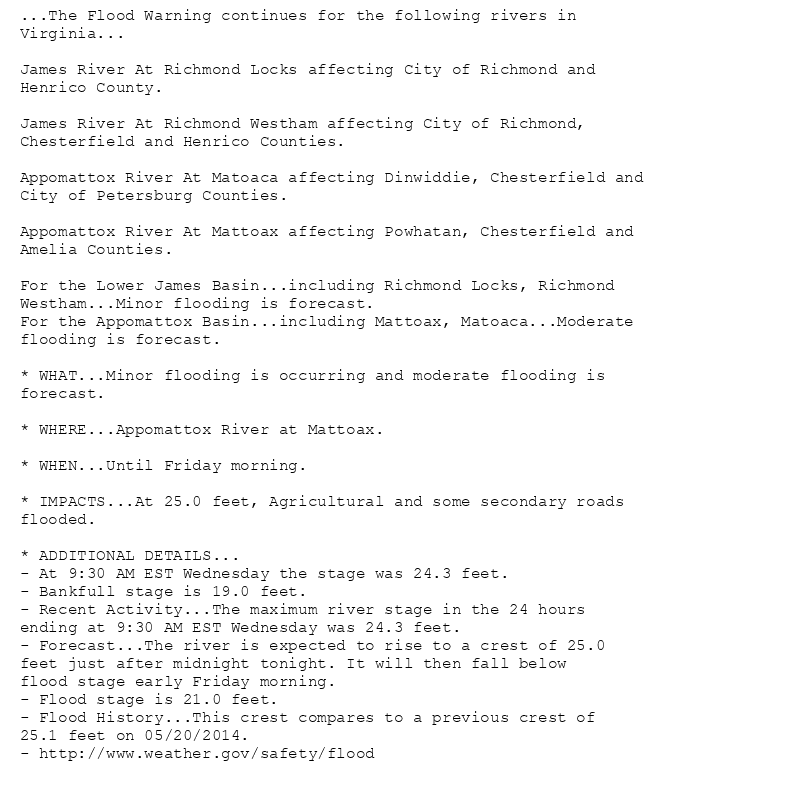 ...The Flood Warning continues for the following rivers in
Virginia...
James River At Richmond Locks affecting City of Richmond and
Henrico County.
James River At Richmond Westham affecting City of Richmond,
Chesterfield and Henrico Counties.
Appomattox River At Matoaca affecting Dinwiddie, Chesterfield and
City of Petersburg Counties.
Appomattox River At Mattoax affecting Powhatan, Chesterfield and
Amelia Counties.
For the Lower James Basin...including Richmond Locks, Richmond
Westham...Minor flooding is forecast.
For the Appomattox Basin...including Mattoax, Matoaca...Moderate
flooding is forecast.
* WHAT...Minor flooding is occurring and moderate flooding is
forecast.
* WHERE...Appomattox River at Mattoax.
* WHEN...Until Friday morning.
* IMPACTS...At 25.0 feet, Agricultural and some secondary roads
flooded.
* ADDITIONAL DETAILS...
- At 9:30 AM EST Wednesday the stage was 24.3 feet.
- Bankfull stage is 19.0 feet.
- Recent Activity...The maximum river stage in the 24 hours
ending at 9:30 AM EST Wednesday was 24.3 feet.
- Forecast...The river is expected to rise to a crest of 25.0
feet just after midnight tonight. It will then fall below
flood stage early Friday morning.
- Flood stage is 21.0 feet.
- Flood History...This crest compares to a previous crest of
25.1 feet on 05/20/2014.
- http://www.weather.gov/safety/flood